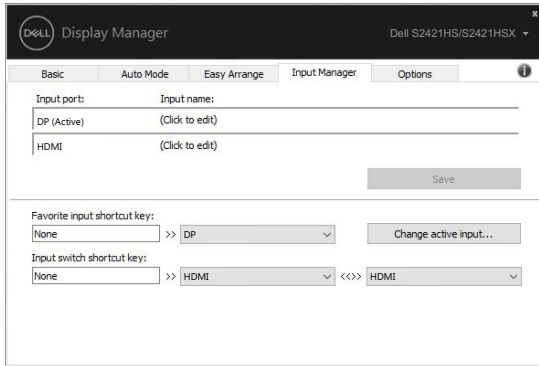 x
DELL Display Manager Dell S2421HS/S2421HSX
Basic Auto Mode Easy Arrange Input Manager Options i
Input port: Input name:
DP (Active) (Click to edit)
HDMI (Click to edit)
Save
Favorite input shortcut key:
None >> DP Change active input...
Input switch shortcut key:
None >> HDMI <<>> HDMI